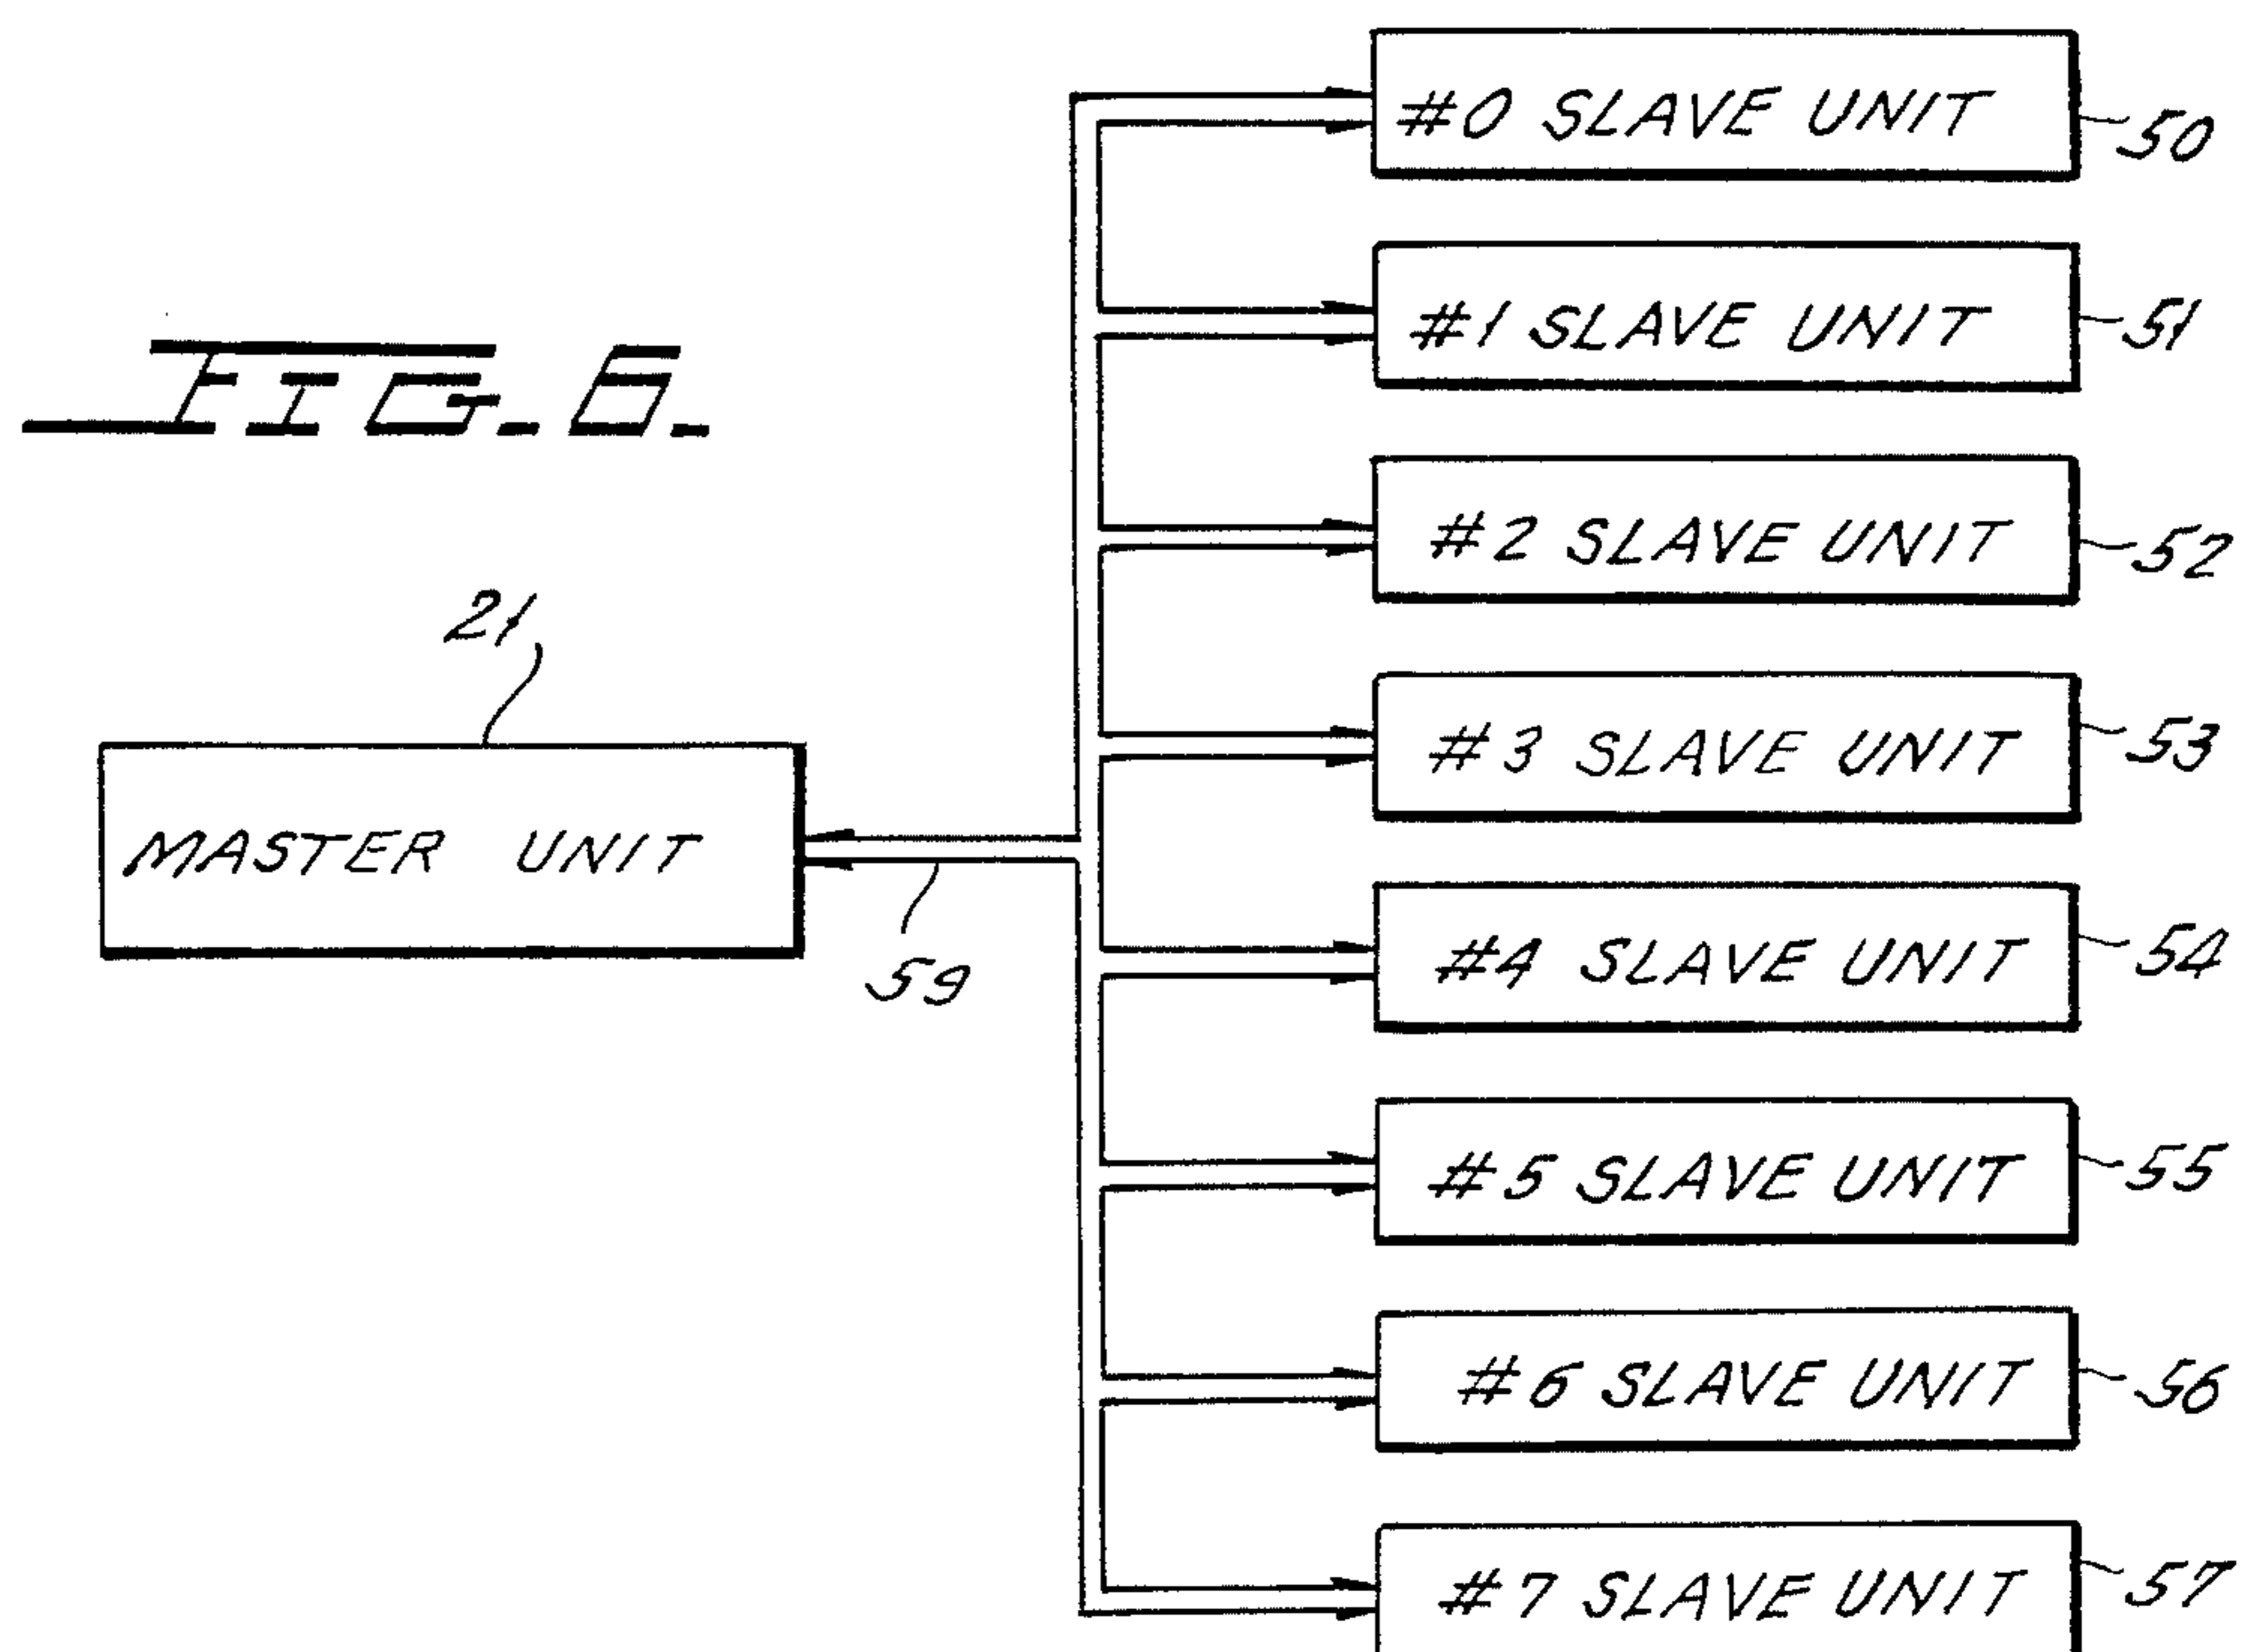 #0 SLAVE UNIT
50
#1 SLAVE UNIT
51
FIG. 6.
#2 SLAVE UNIT
52
21
#3 SLAVE UNIT
53
MASTER UNIT
59
#4 SLAVE UNIT
54
#5 SLAVE UNIT
55
#6 SLAVE UNIT
56
#7 SLAVE UNIT
57